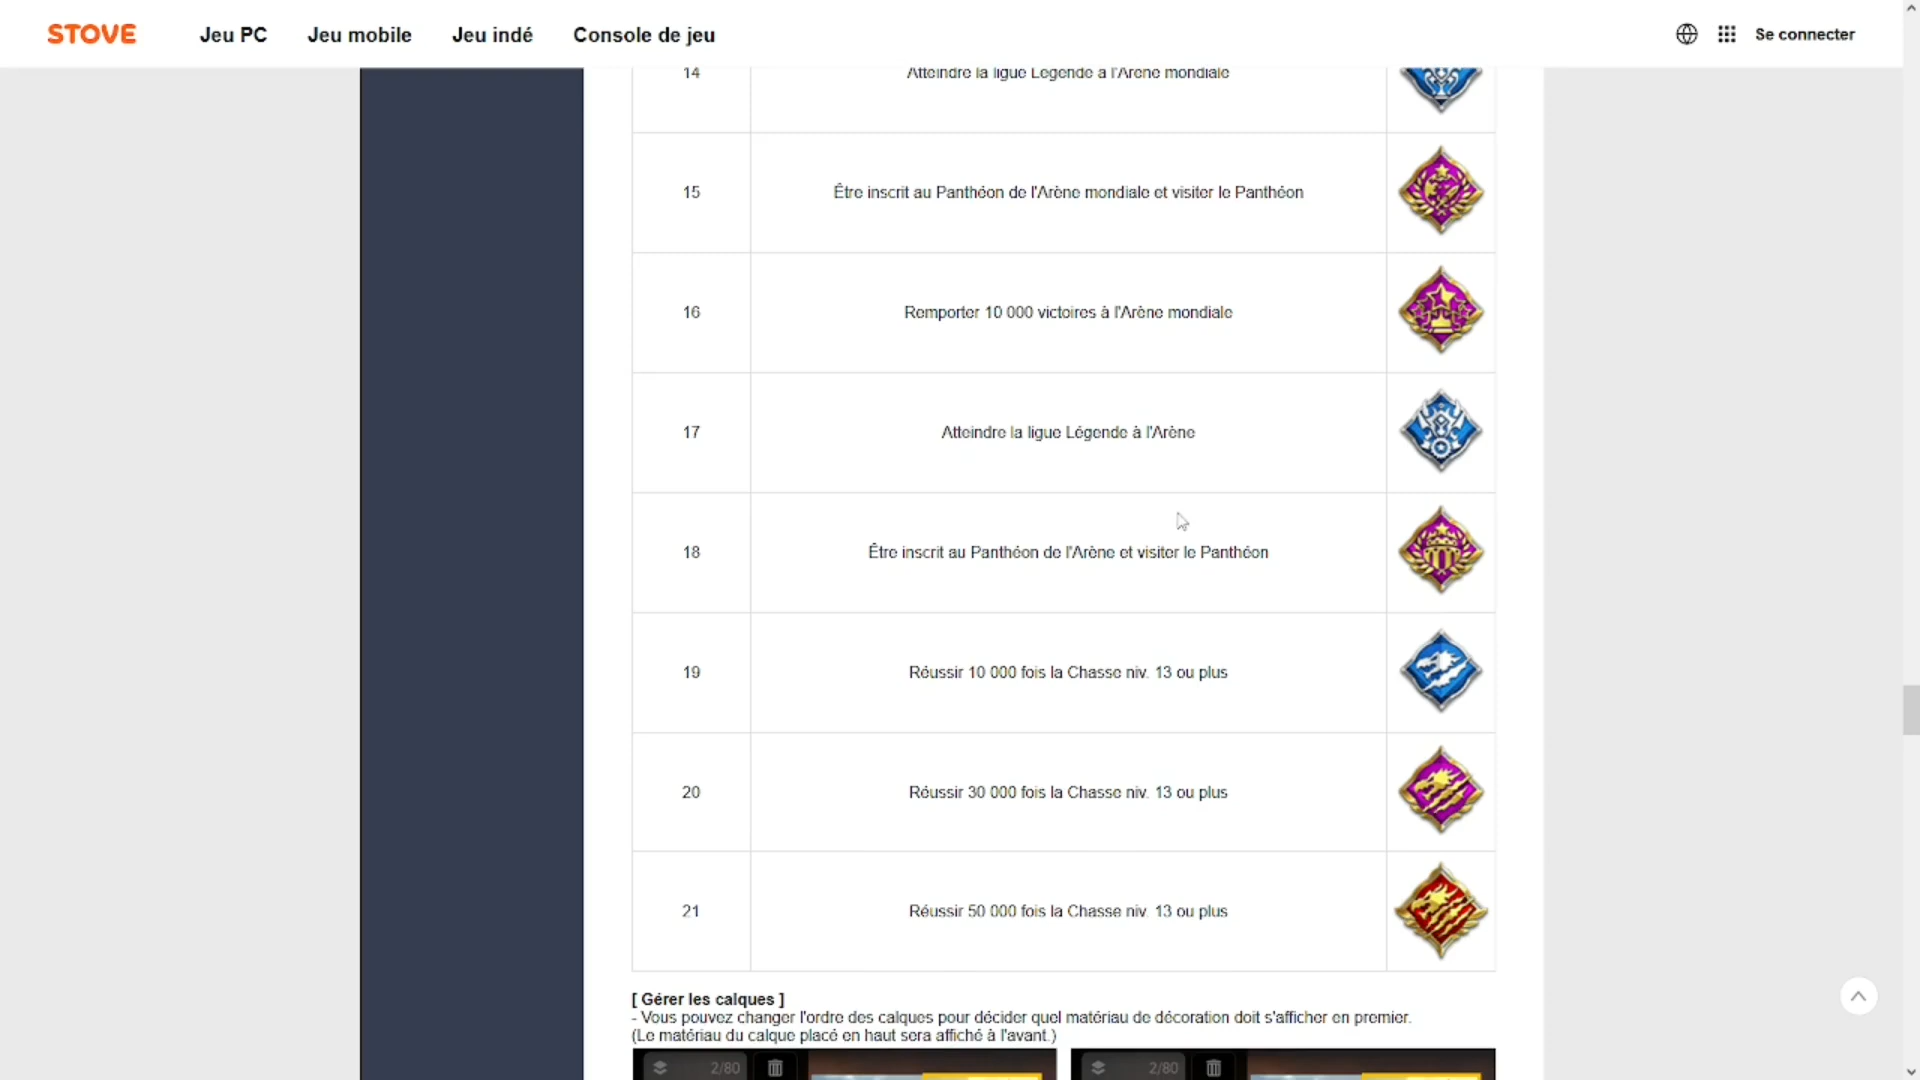 STOVE Jeu PC Jeu mobile Jeu indé Console de jeu Se connecter
14 Atteindre la ligue Légende à l'Arène mondiale
15 Être inscrit au Panthéon de l'Arène mondiale et visiter le Panthéon
16 Remporter 10 000 victoires à l'Arène mondiale
17 Atteindre la ligue Légende à l'Arène
18 Être inscrit au Panthéon de l'Arène et visiter le Panthéon
19 Réussir 10 000 fois la Chasse niv. 13 ou plus
20 Réussir 30 000 fois la Chasse niv. 13 ou plus
21 Réussir 50 000 fois la Chasse niv. 13 ou plus
[ Gérer les calques ]
- Vous pouvez changer l'ordre des calques pour décider quel matériau de décoration doit s'afficher en premier.
(Le matériau du calque placé en haut sera affiché à l'avant.)
2/80 2/80